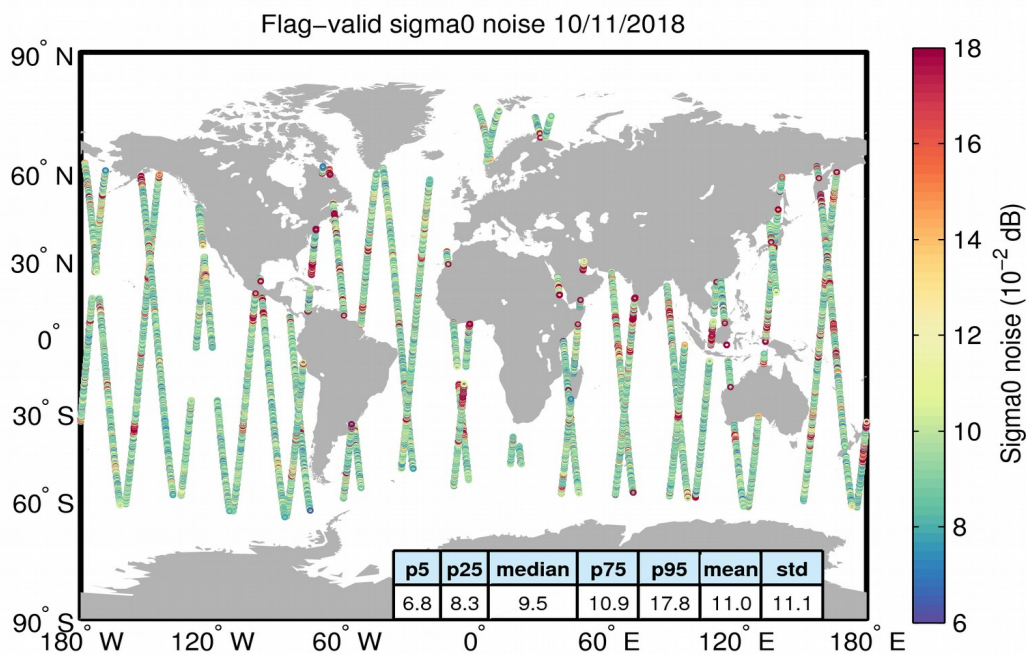 Flag-valid sigma0 noise 10/11/2018
90° N
60° N
30° N
0°
30° S
60° S
90° S
180° W
120° W
60° W
0°
60° E
120° E
180° E
p5 p25 median p75 p95 mean std
6.8 8.3 9.5 10.9 17.8 11.0 11.1
18
16
14
12
10
8
6
Sigma0 noise (10⁻² dB)